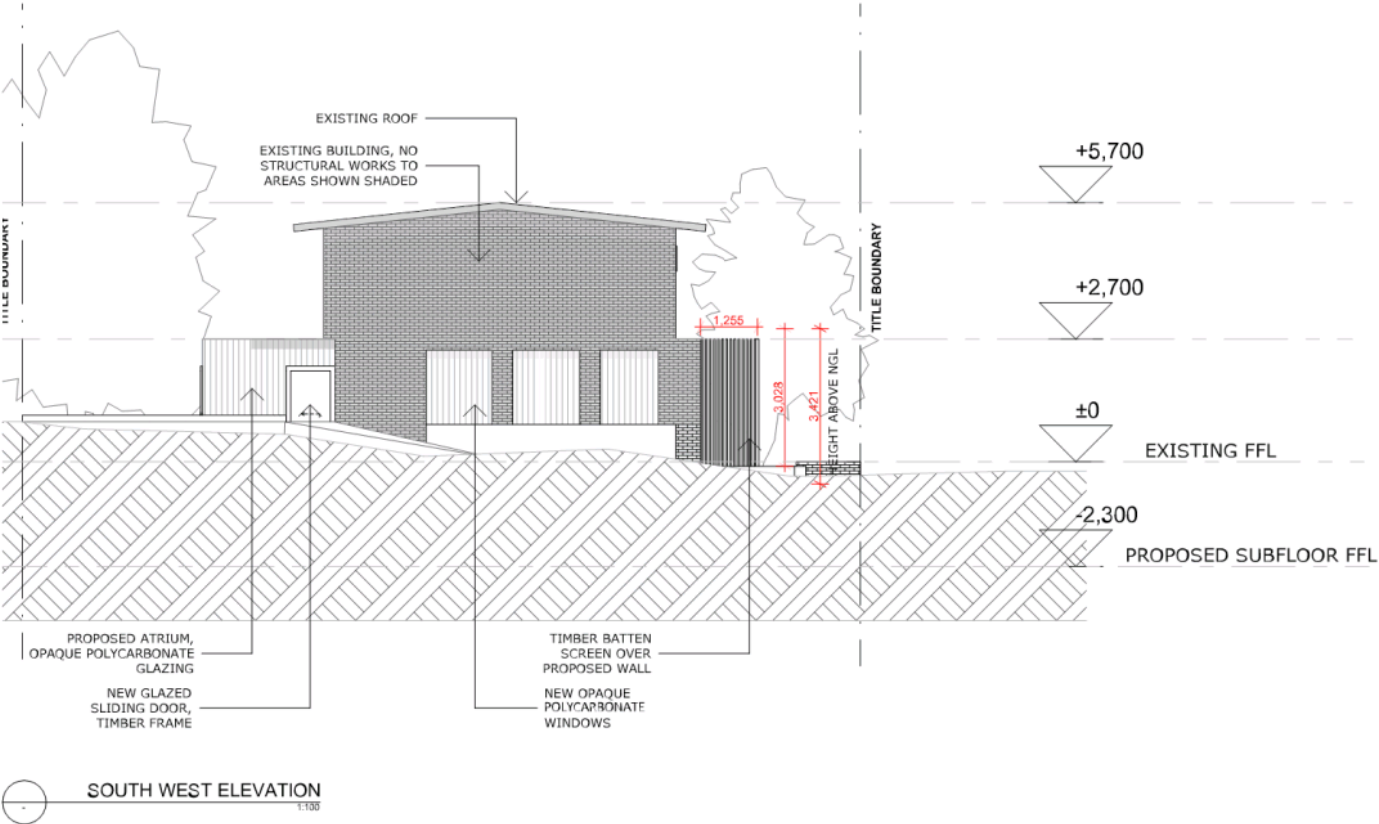 EXISTING ROOF
EXISTING BUILDING, NO
STRUCTURAL WORKS TO
AREAS SHOWN SHADED
+5,700
TITLE BOUNDARY
TITLE BOUNDARY
+2,700
1,255
3,028
3,421
HEIGHT ABOVE NGL
±0
EXISTING FFL
-2,300
PROPOSED SUBFLOOR FFL
PROPOSED ATRIUM,
OPAQUE POLYCARBONATE
GLAZING
NEW GLAZED
SLIDING DOOR,
TIMBER FRAME
TIMBER BATTEN
SCREEN OVER
PROPOSED WALL
NEW OPAQUE
POLYCARBONATE
WINDOWS
SOUTH WEST ELEVATION
1:100
-